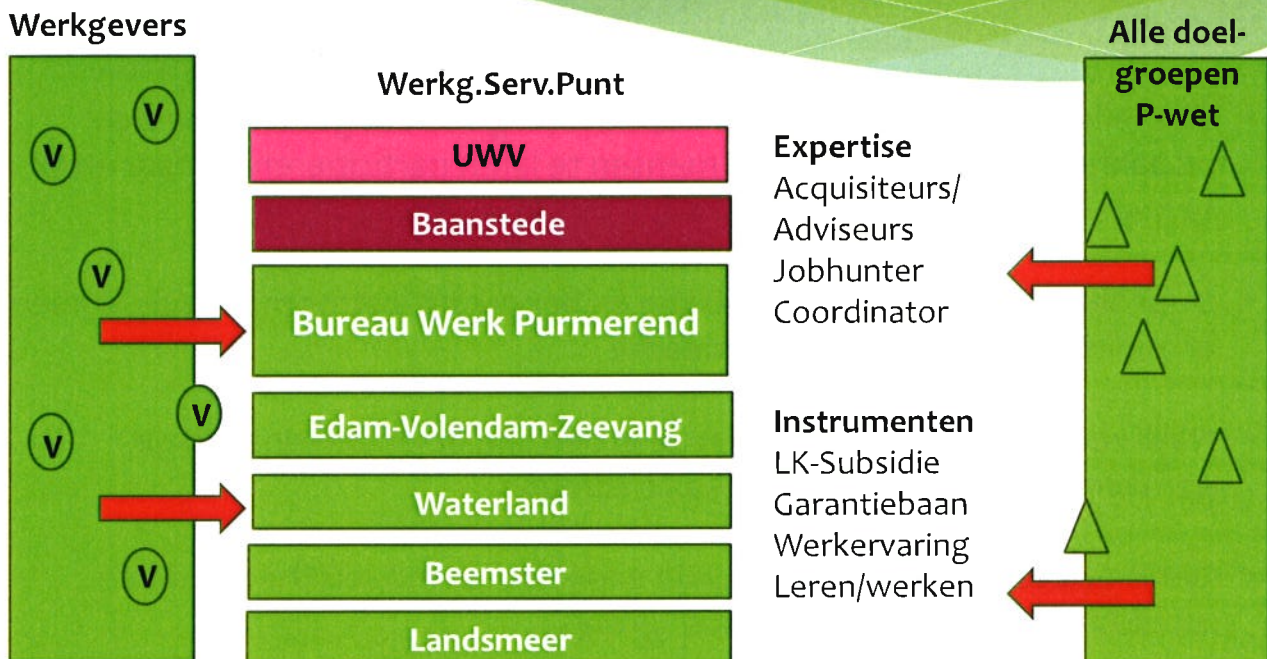 Werkgevers
V
V
V
V
V
V
Werkg.Serv.Punt
UWV
Baanstede
Bureau Werk Purmerend
Edam-Volendam-Zeevang
Waterland
Beemster
Landsmeer
Expertise
Acquisiteurs/
Adviseurs
Jobhunter
Coordinator
Instrumenten
LK-Subsidie
Garantiebaan
Werkervaring
Leren/werken
Alle doel-
groepen
P-wet